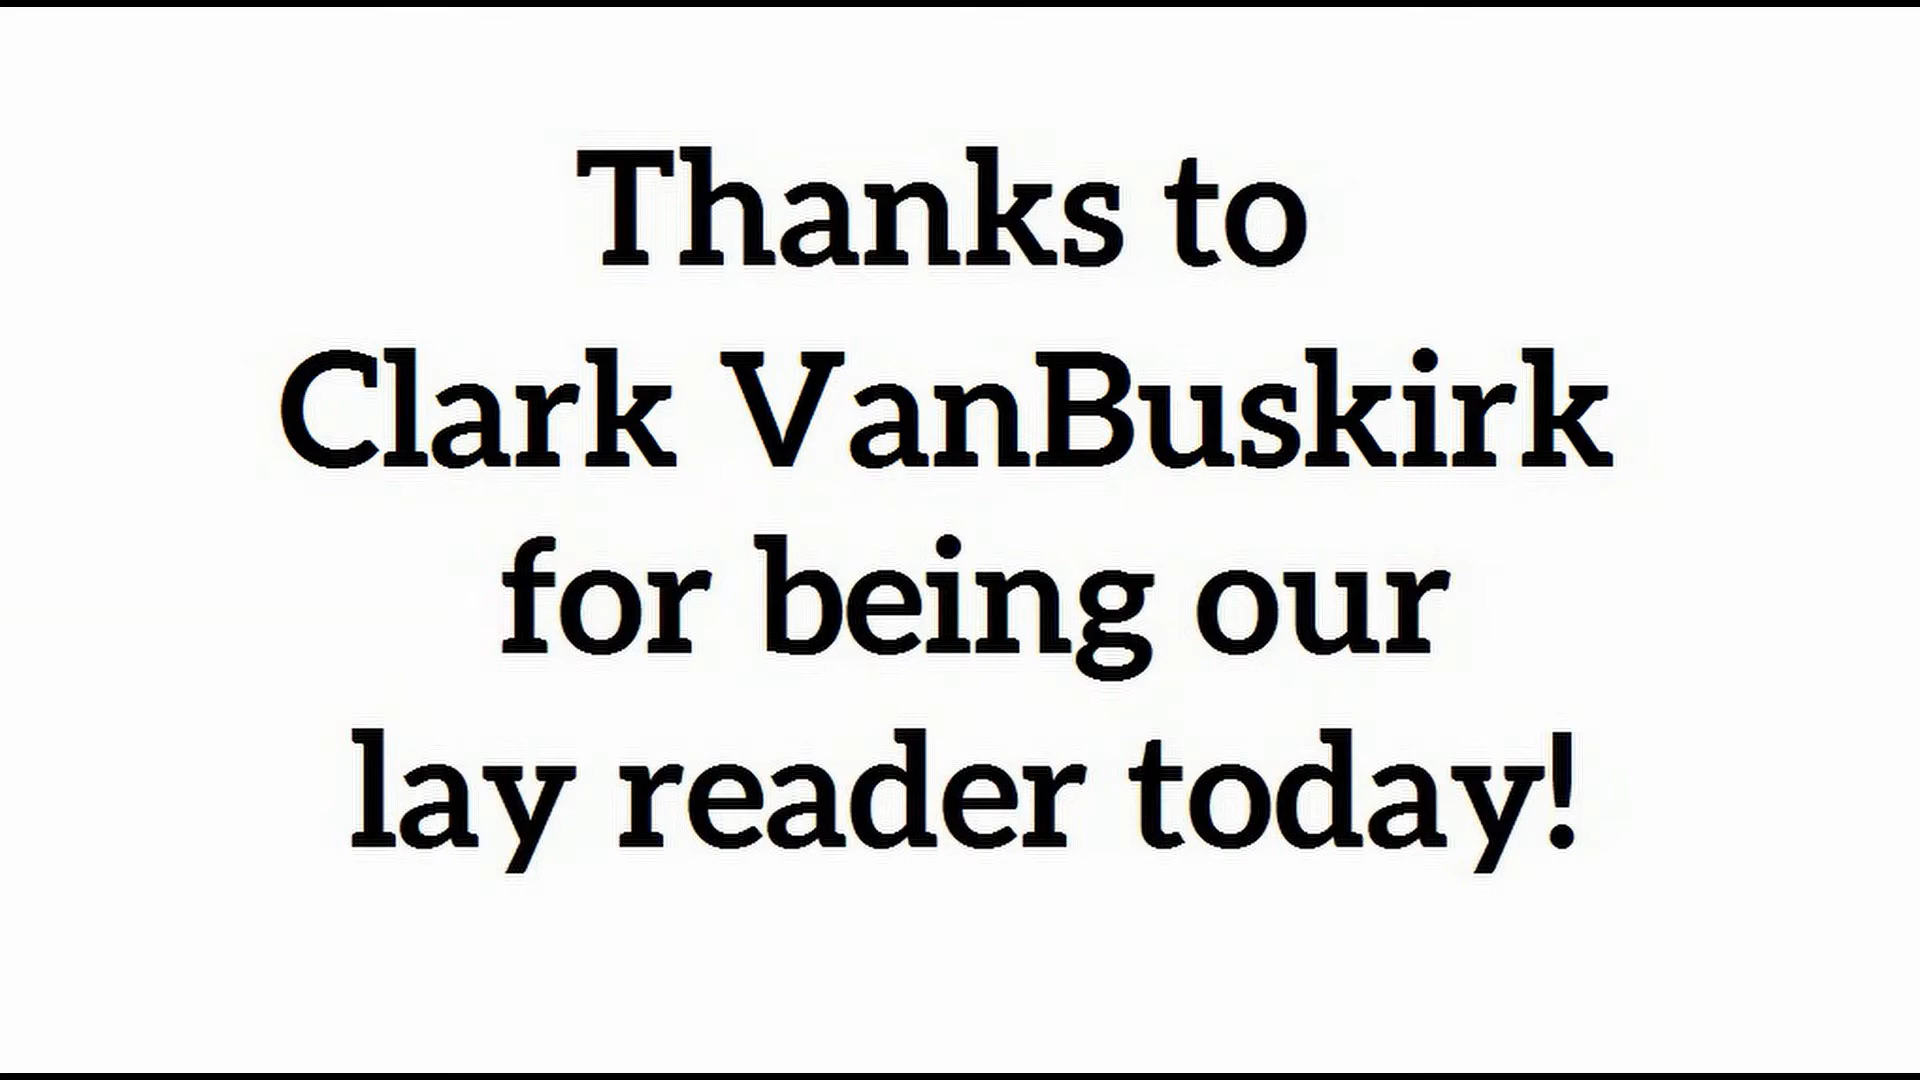 Thanks to
Clark VanBuskirk
for being our
lay reader today!